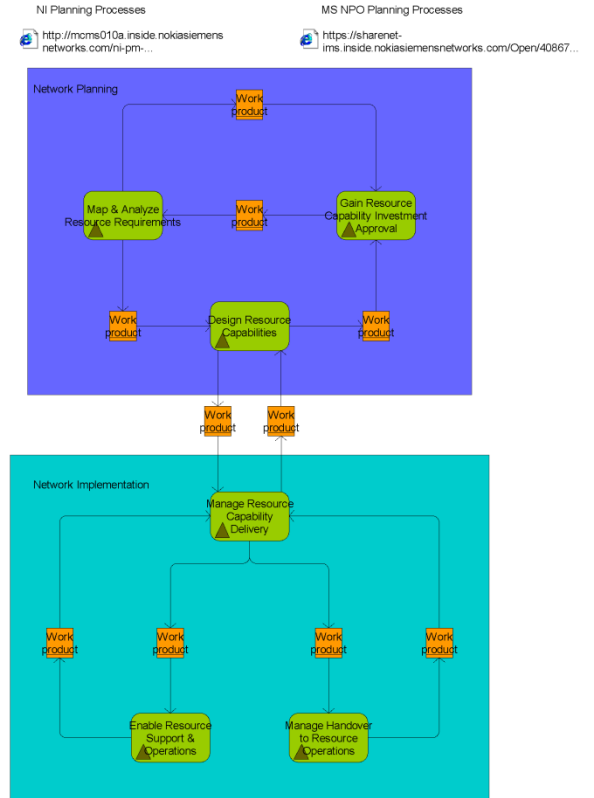 NI Planning Processes
MS NPO Planning Processes
http://mcms010a.inside.nokiasiemens
networks.com/ni-pm-...
https://sharenet-
ims.inside.nokiasiemensnetworks.com/Open/40867...
Network Planning
Work
product
Map & Analyze
Resource Requirements
Work
product
Gain Resource
Capability Investment
Approval
Work
product
Design Resource
Capabilities
Work
product
Work
product
Work
product
Network Implementation
Manage Resource
Capability
Delivery
Work
product
Work
product
Work
product
Work
product
Enable Resource
Support &
Operations
Manage Handover
to Resource
Operations